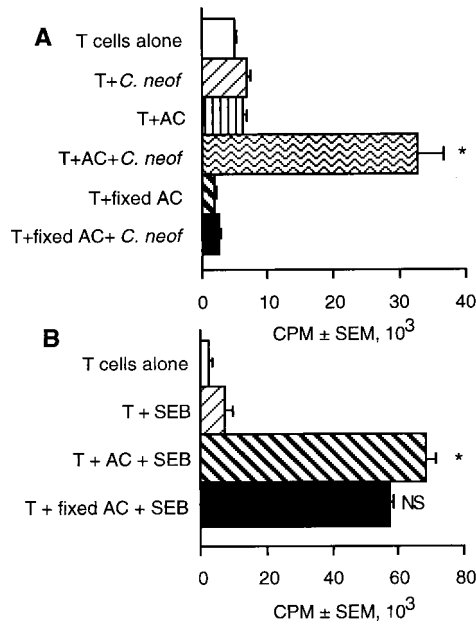 A
T cells alone
T+C. neof
T+AC
T+AC+C. neof
*
T+fixed AC
T+fixed AC+ C. neof
0 10 20 30 40
CPM ± SEM, 10³
B
T cells alone
T + SEB
T + AC + SEB
*
T + fixed AC + SEB
NS
0 20 40 60 80
CPM ± SEM, 10³